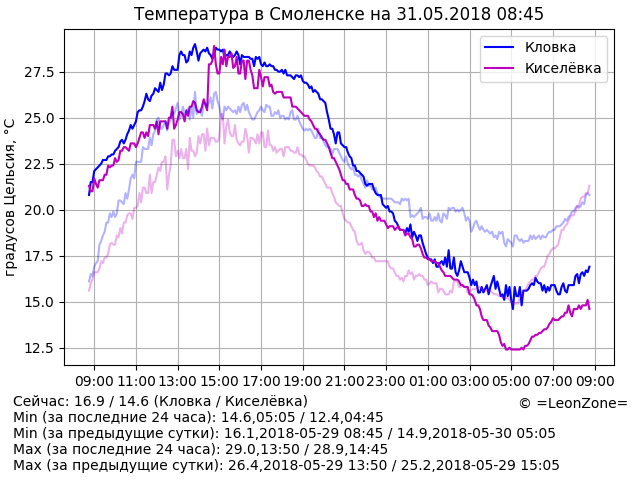 Температура в Смоленске на 31.05.2018 08:45
градусов Цельсия, °C
27.5
25.0
22.5
20.0
17.5
15.0
12.5
Кловка
Киселёвка
09:00 11:00 13:00 15:00 17:00 19:00 21:00 23:00 01:00 03:00 05:00 07:00 09:00
Сейчас: 16.9 / 14.6 (Кловка / Киселёвка)
© =LeonZone=
Min (за последние 24 часа): 14.6,05:05 / 12.4,04:45
Min (за предыдущие сутки): 16.1,2018-05-29 08:45 / 14.9,2018-05-30 05:05
Max (за последние 24 часа): 29.0,13:50 / 28.9,14:45
Max (за предыдущие сутки): 26.4,2018-05-29 13:50 / 25.2,2018-05-29 15:05